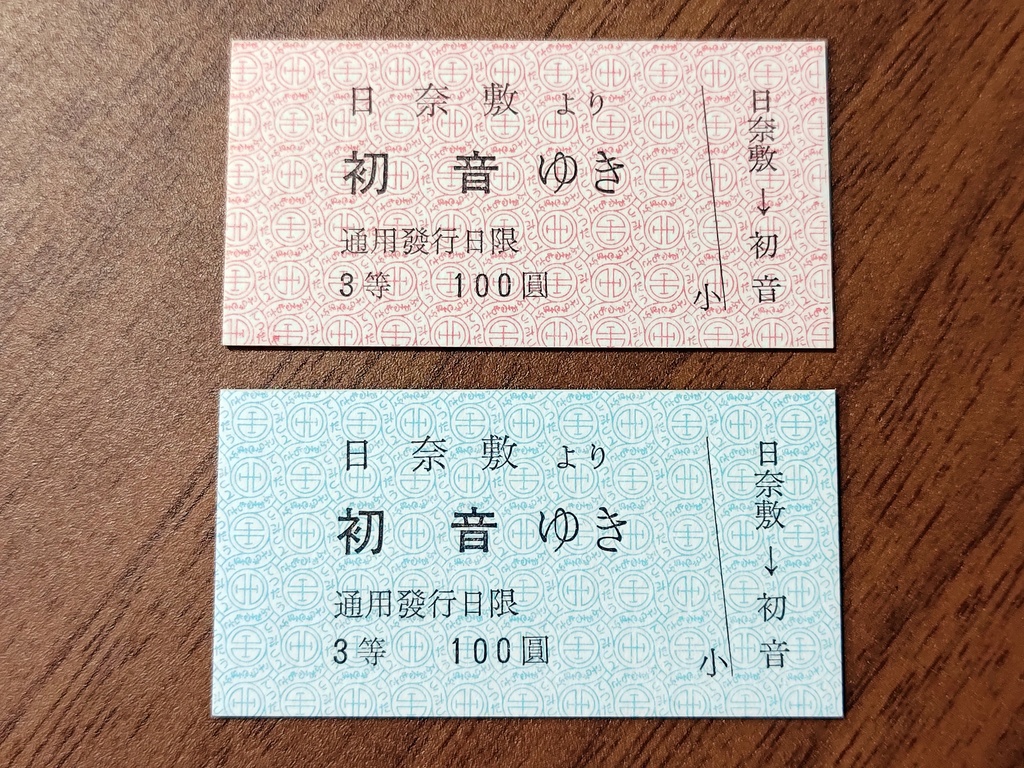 日奈敷より
初音ゆき
通用發行日限
3等 100圓
小
日奈敷→初音
日奈敷より
初音ゆき
通用發行日限
3等 100圓
小
日奈敷→初音